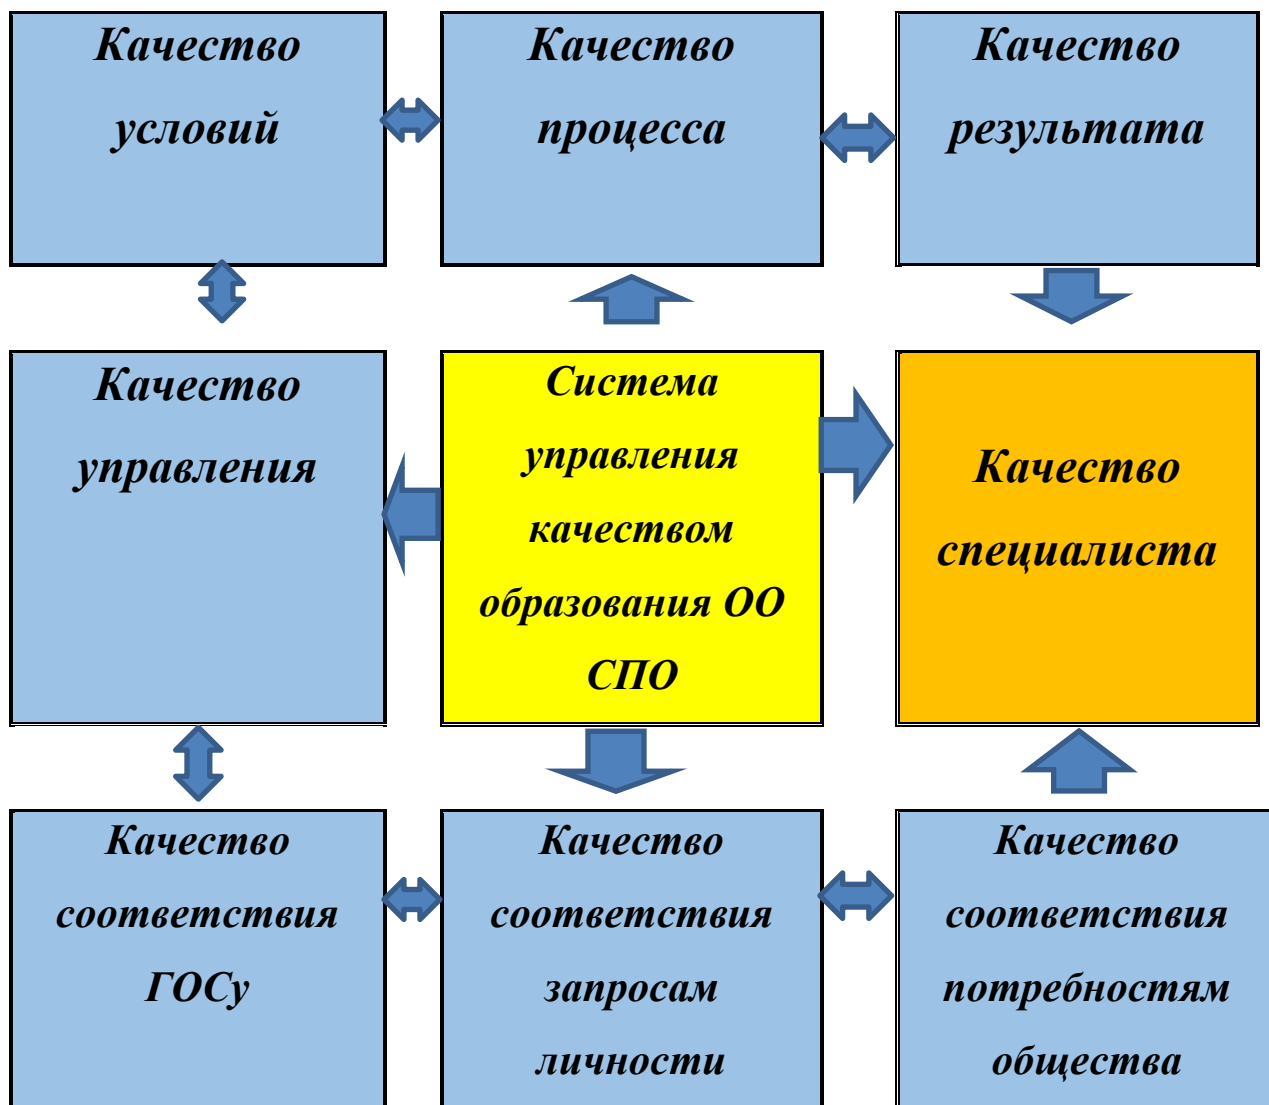 Качество
условий
Качество
процесса
Качество
результата
Качество
управления
Система
управления
качеством
образования ОО
СПО
Качество
специалиста
Качество
соответствия
ГОСу
Качество
соответствия
запросам
личности
Качество
соответствия
потребностям
общества